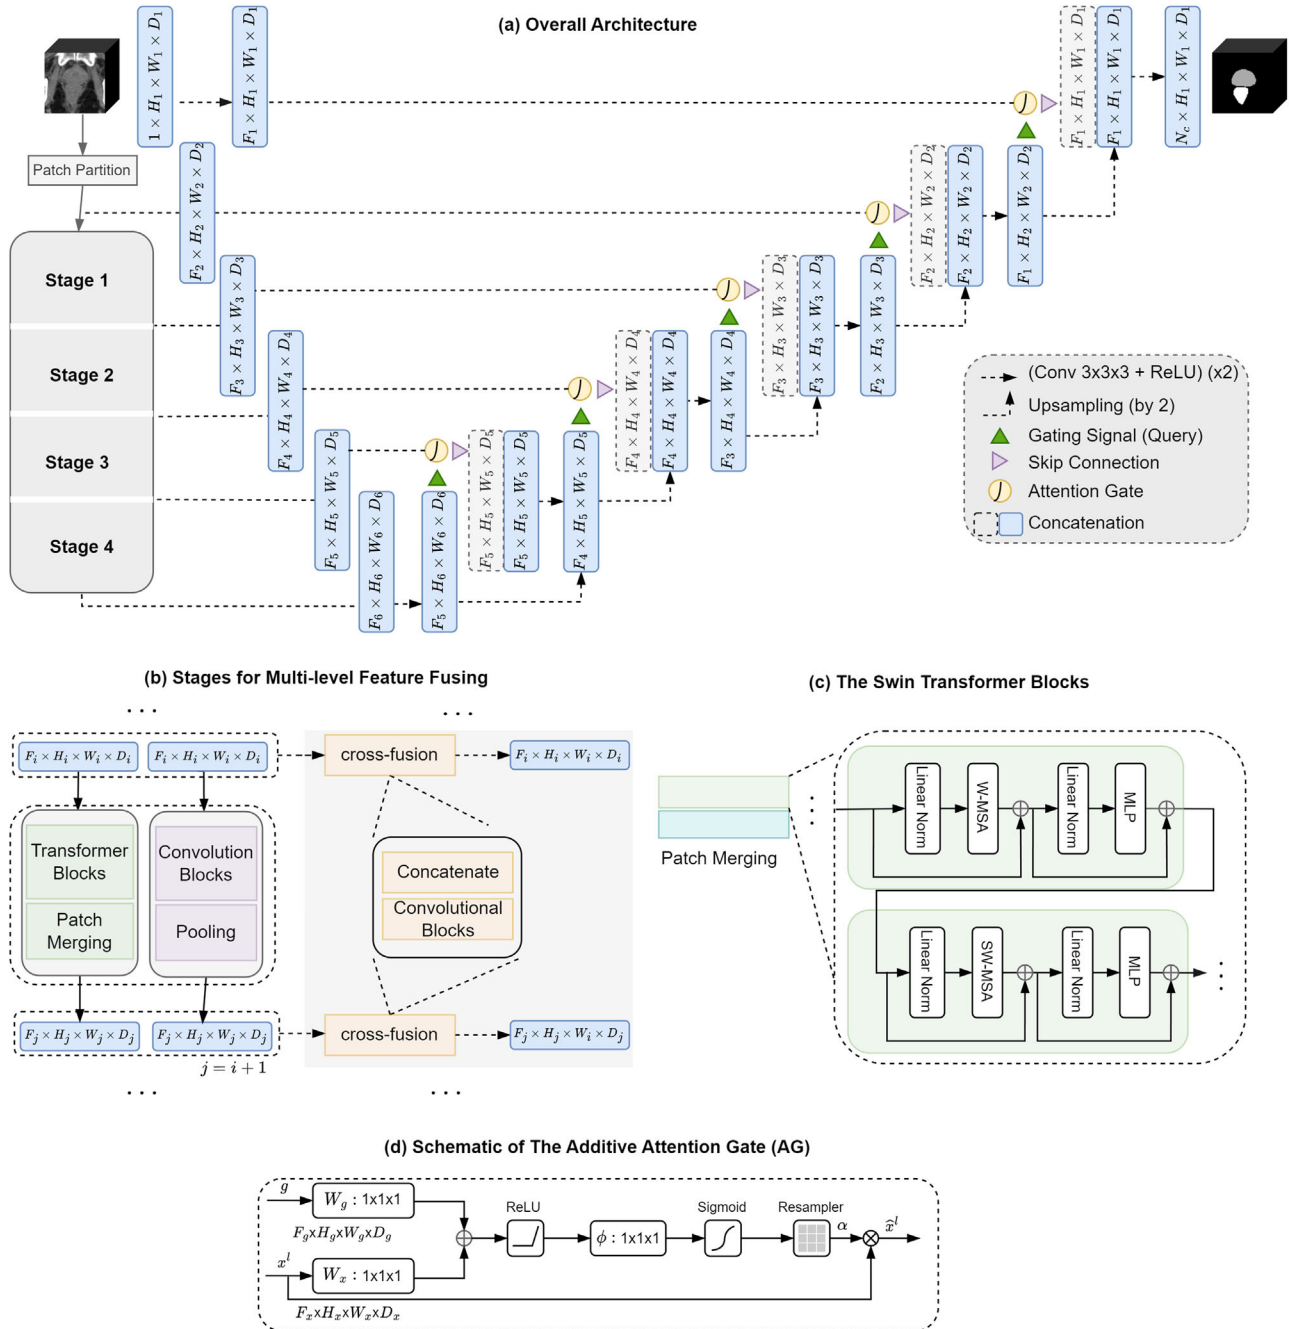 (a) Overall Architecture
1 × H₁ × W₁ × D₁
F₁ × H₁ × W₁ × D₁
F₁ × H₁ × W₁ × D₁
F₁ × H₁ × W₁ × D₁
N_c × H₁ × W₁ × D₁
Patch Partition
F₂ × H₂ × W₂ × D₂
F₂ × H₂ × W₂ × D₂
F₂ × H₂ × W₂ × D₂
F₁ × H₂ × W₂ × D₂
Stage 1
F₃ × H₃ × W₃ × D₃
F₃ × H₃ × W₃ × D₃
F₃ × H₃ × W₃ × D₃
F₂ × H₃ × W₃ × D₃
Stage 2
F₄ × H₄ × W₄ × D₄
F₄ × H₄ × W₄ × D₄
F₄ × H₄ × W₄ × D₄
F₃ × H₄ × W₄ × D₄
Stage 3
F₅ × H₅ × W₅ × D₅
F₅ × H₅ × W₅ × D₅
F₅ × H₅ × W₅ × D₅
F₄ × H₅ × W₅ × D₅
Stage 4
F₆ × H₆ × W₆ × D₆
F₅ × H₆ × W₆ × D₆
(Conv 3x3x3 + ReLU) (x2)
Upsampling (by 2)
Gating Signal (Query)
Skip Connection
Attention Gate
Concatenation
(b) Stages for Multi-level Feature Fusing
. . .
. . .
F_i × H_i × W_i × D_i
F_i × H_i × W_i × D_i
cross-fusion
F_i × H_i × W_i × D_i
Transformer
Blocks
Patch
Merging
Convolution
Blocks
Pooling
Concatenate
Convolutional
Blocks
F_j × H_j × W_j × D_j
F_j × H_j × W_j × D_j
cross-fusion
F_j × H_j × W_i × D_j
j = i + 1
. . .
. . .
(c) The Swin Transformer Blocks
Patch Merging
Linear Norm
W-MSA
Linear Norm
MLP
Linear Norm
SW-MSA
Linear Norm
MLP
(d) Schematic of The Additive Attention Gate (AG)
g
W_g : 1x1x1
F_gxH_gxW_gxD_g
x^l
W_x : 1x1x1
F_xxH_xxW_xxD_x
ReLU
ϕ : 1x1x1
Sigmoid
Resampler
α
x̂^l